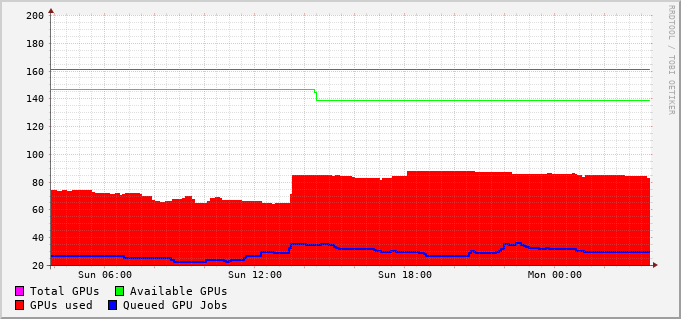 200
180
160
140
120
100
80
60
40
20
Sun 06:00 Sun 12:00 Sun 18:00 Mon 00:00
Total GPUs Available GPUs
GPUs used Queued GPU Jobs
RRDTOOL / TOBI OETIKER